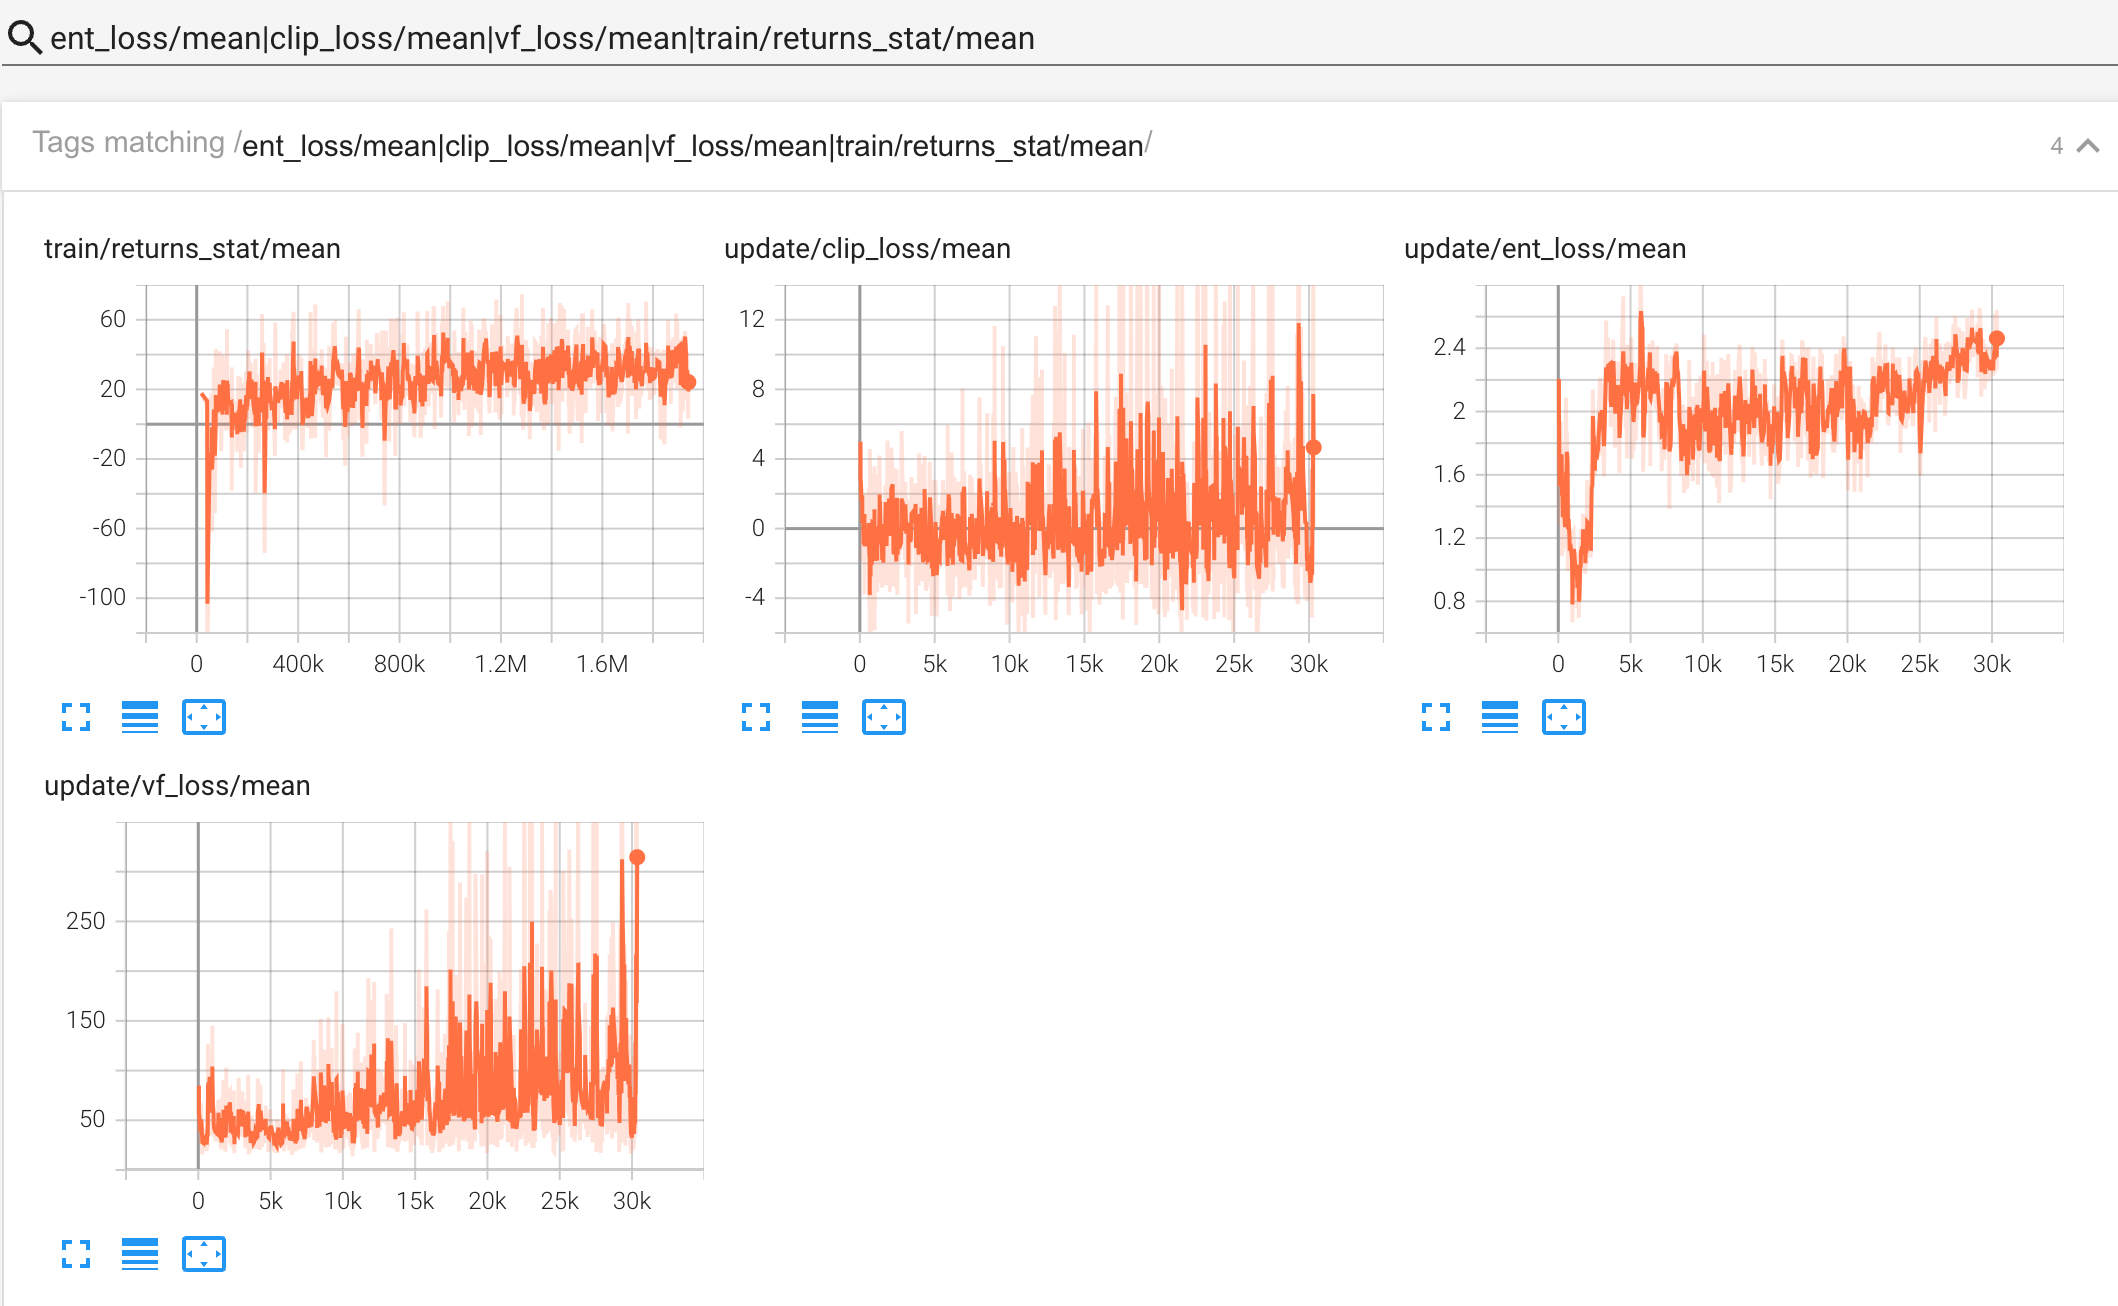 ent_loss/mean|clip_loss/mean|vf_loss/mean|train/returns_stat/mean
Tags matching /ent_loss/mean|clip_loss/mean|vf_loss/mean|train/returns_stat/mean/ 4
train/returns_stat/mean
60
20
-20
-60
-100
0 400k 800k 1.2M 1.6M
update/clip_loss/mean
12
8
4
0
-4
0 5k 10k 15k 20k 25k 30k
update/ent_loss/mean
2.4
2
1.6
1.2
0.8
0 5k 10k 15k 20k 25k 30k
update/vf_loss/mean
250
150
50
0 5k 10k 15k 20k 25k 30k